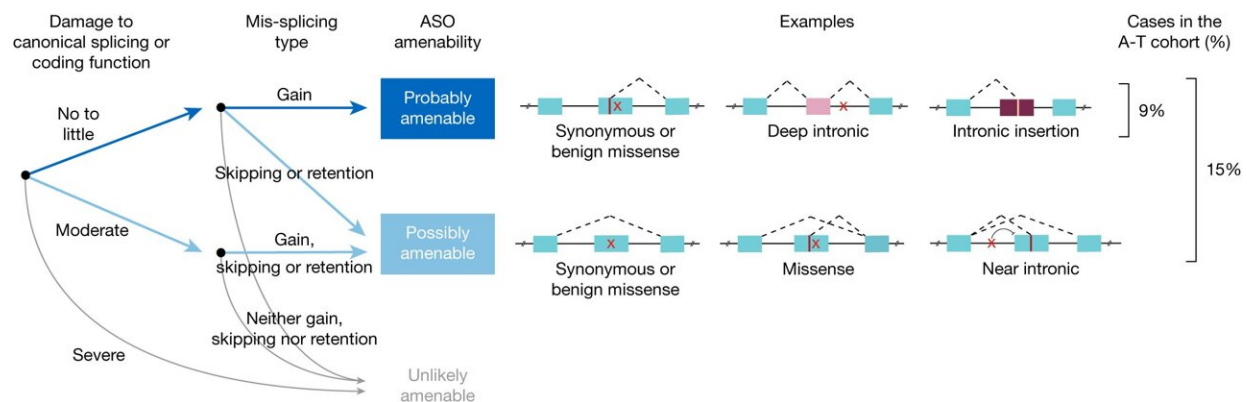 Damage to
canonical splicing or
coding function
Mis-splicing
type
ASO
amenability
Examples
Cases in the
A-T cohort (%)
No to
little
Gain
Probably
amenable
Synonymous or
benign missense
Deep intronic
Intronic insertion
9%
15%
Skipping or retention
Moderate
Gain,
skipping or retention
Possibly
amenable
Synonymous or
benign missense
Missense
Near intronic
Neither gain,
skipping nor retention
Severe
Unlikely
amenable